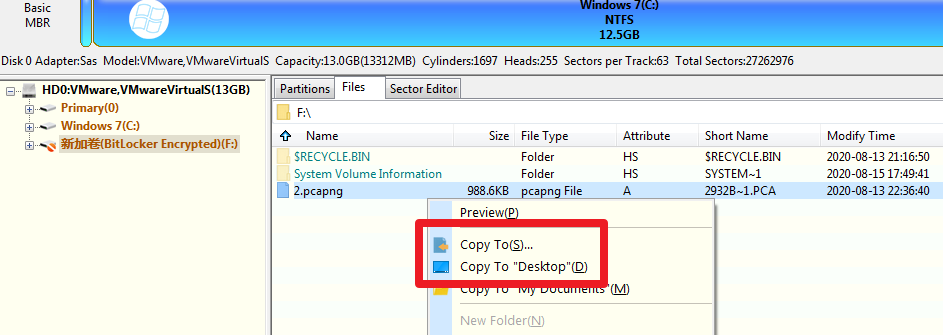 Basic
MBR
Windows 7(C:)
NTFS
12.5GB
Disk 0 Adapter:Sas Model:VMware,VMwareVirtualS Capacity:13.0GB(13312MB) Cylinders:1697 Heads:255 Sectors per Track:63 Total Sectors:27262976
HD0:VMware,VMwareVirtualS(13GB)
Primary(0)
Windows 7(C:)
新加卷(BitLocker Encrypted)(F:)
Partitions Files Sector Editor
F:\
Name Size File Type Attribute Short Name Modify Time
$RECYCLE.BIN Folder HS $RECYCLE.BIN 2020-08-13 21:16:50
System Volume Information Folder HS SYSTEM~1 2020-08-15 17:49:41
2.pcapng 988.6KB pcapng File A 2932B~1.PCA 2020-08-13 22:36:40
Preview(P)
Copy To(S)...
Copy To "Desktop"(D)
Copy To "My Documents"(M)
New Folder(N)